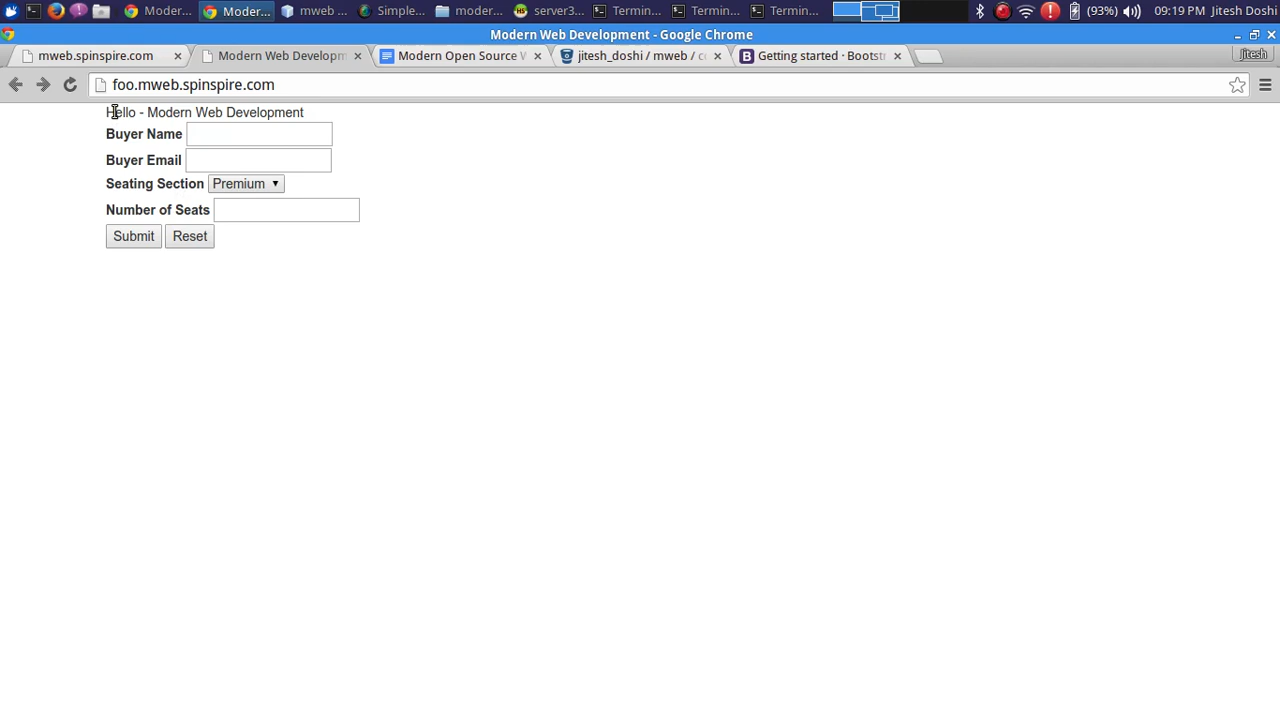 Moder... Moder... mweb ... Simple... moder... server3... Termin... Termin... Termin... (93%) 09:19 PM Jitesh Doshi
Modern Web Development - Google Chrome
mweb.spinspire.com Modern Web Developm Modern Open Source W jitesh_doshi / mweb / Getting started · Bootst Jitesh
foo.mweb.spinspire.com
Hello - Modern Web Development
Buyer Name
Buyer Email
Seating Section Premium
Number of Seats
Submit Reset